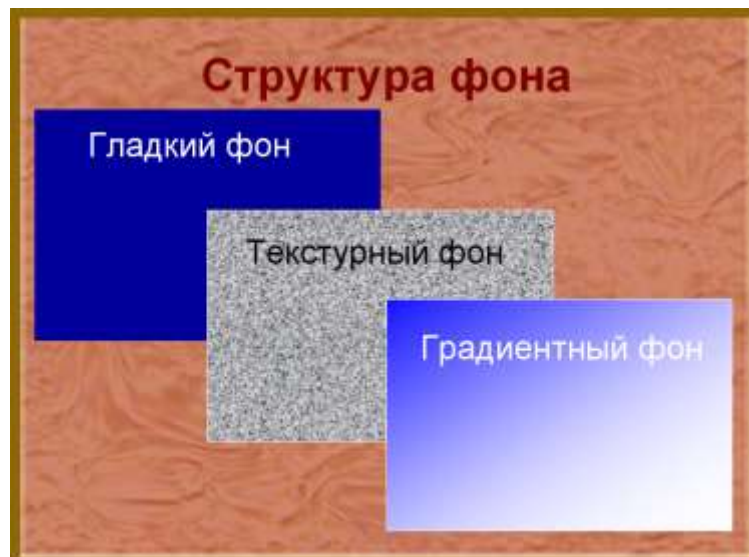 Структура фона
Гладкий фон
Текстурный фон
Градиентный фон